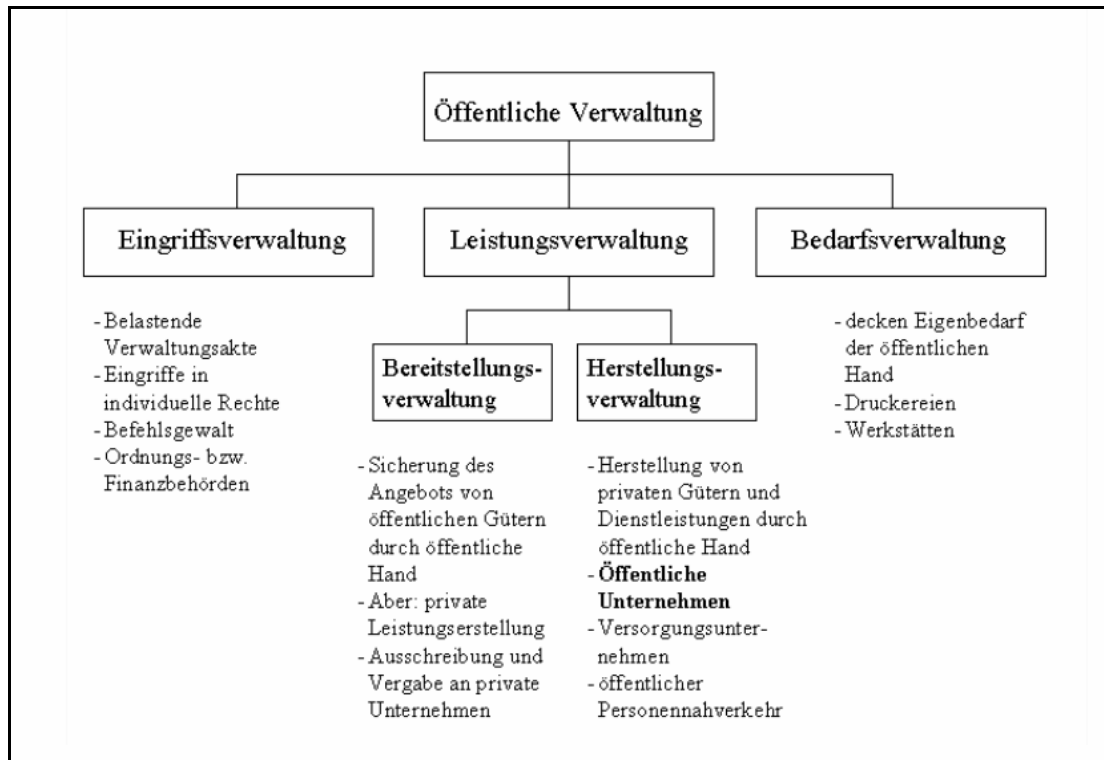 Öffentliche Verwaltung
Eingriffsverwaltung
- Belastende
Verwaltungsakte
- Eingriffe in
individuelle Rechte
- Befehlsgewalt
- Ordnungs- bzw.
Finanzbehörden
Leistungsverwaltung
Bereitstellungs-
verwaltung
- Sicherung des
Angebots von
öffentlichen Gütern
durch öffentliche
Hand
- Aber: private
Leistungserstellung
- Ausschreibung und
Vergabe an private
Unternehmen
Herstellungs-
verwaltung
- Herstellung von
privaten Gütern und
Dienstleistungen durch
öffentliche Hand
- Öffentliche
Unternehmen
- Versorgungsunter-
nehmen
- öffentlicher
Personennahverkehr
Bedarfsverwaltung
- decken Eigenbedarf
der öffentlichen
Hand
- Druckereien
- Werkstätten